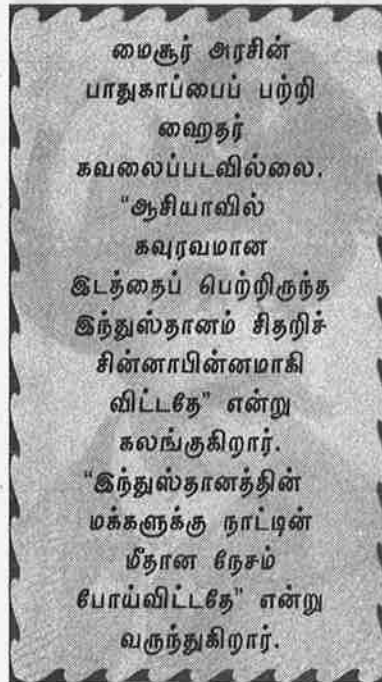 மைசூர் அரசின்
பாதுகாப்பைப் பற்றி
ஹைதர்
கவலைப்படவில்லை.
“ஆசியாவில்
கவுரவமான
இடத்தைப் பெற்றிருந்த
இந்துஸ்தானம் சிதறிச்
சின்னாபின்னமாகி
விட்டதே” என்று
கலங்குகிறார்.
“இந்துஸ்தானத்தின்
மக்களுக்கு நாட்டின்
மீதான நேசம்
போய்விட்டதே” என்று
வருந்துகிறார்.